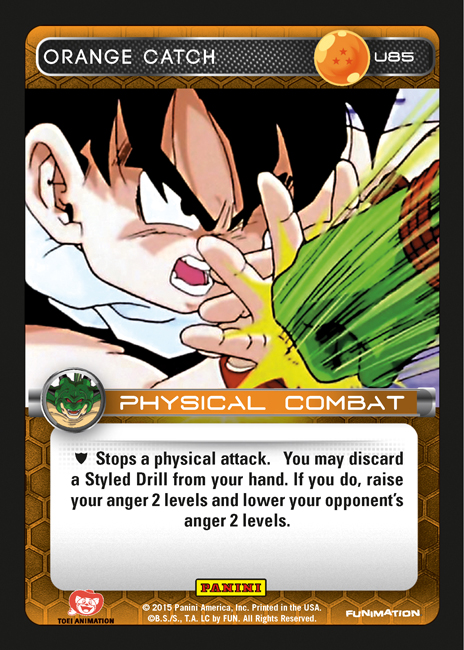 ORANGE CATCH
U85
PHYSICAL COMBAT
Stops a physical attack. You may discard
a Styled Drill from your hand. If you do, raise
your anger 2 levels and lower your opponent's
anger 2 levels.
PANINI
TOEI ANIMATION
© 2015 Panini America, Inc. Printed in the USA.
©B.S./S., T.A. LC by FUN. All Rights Reserved.
FUNIMATION